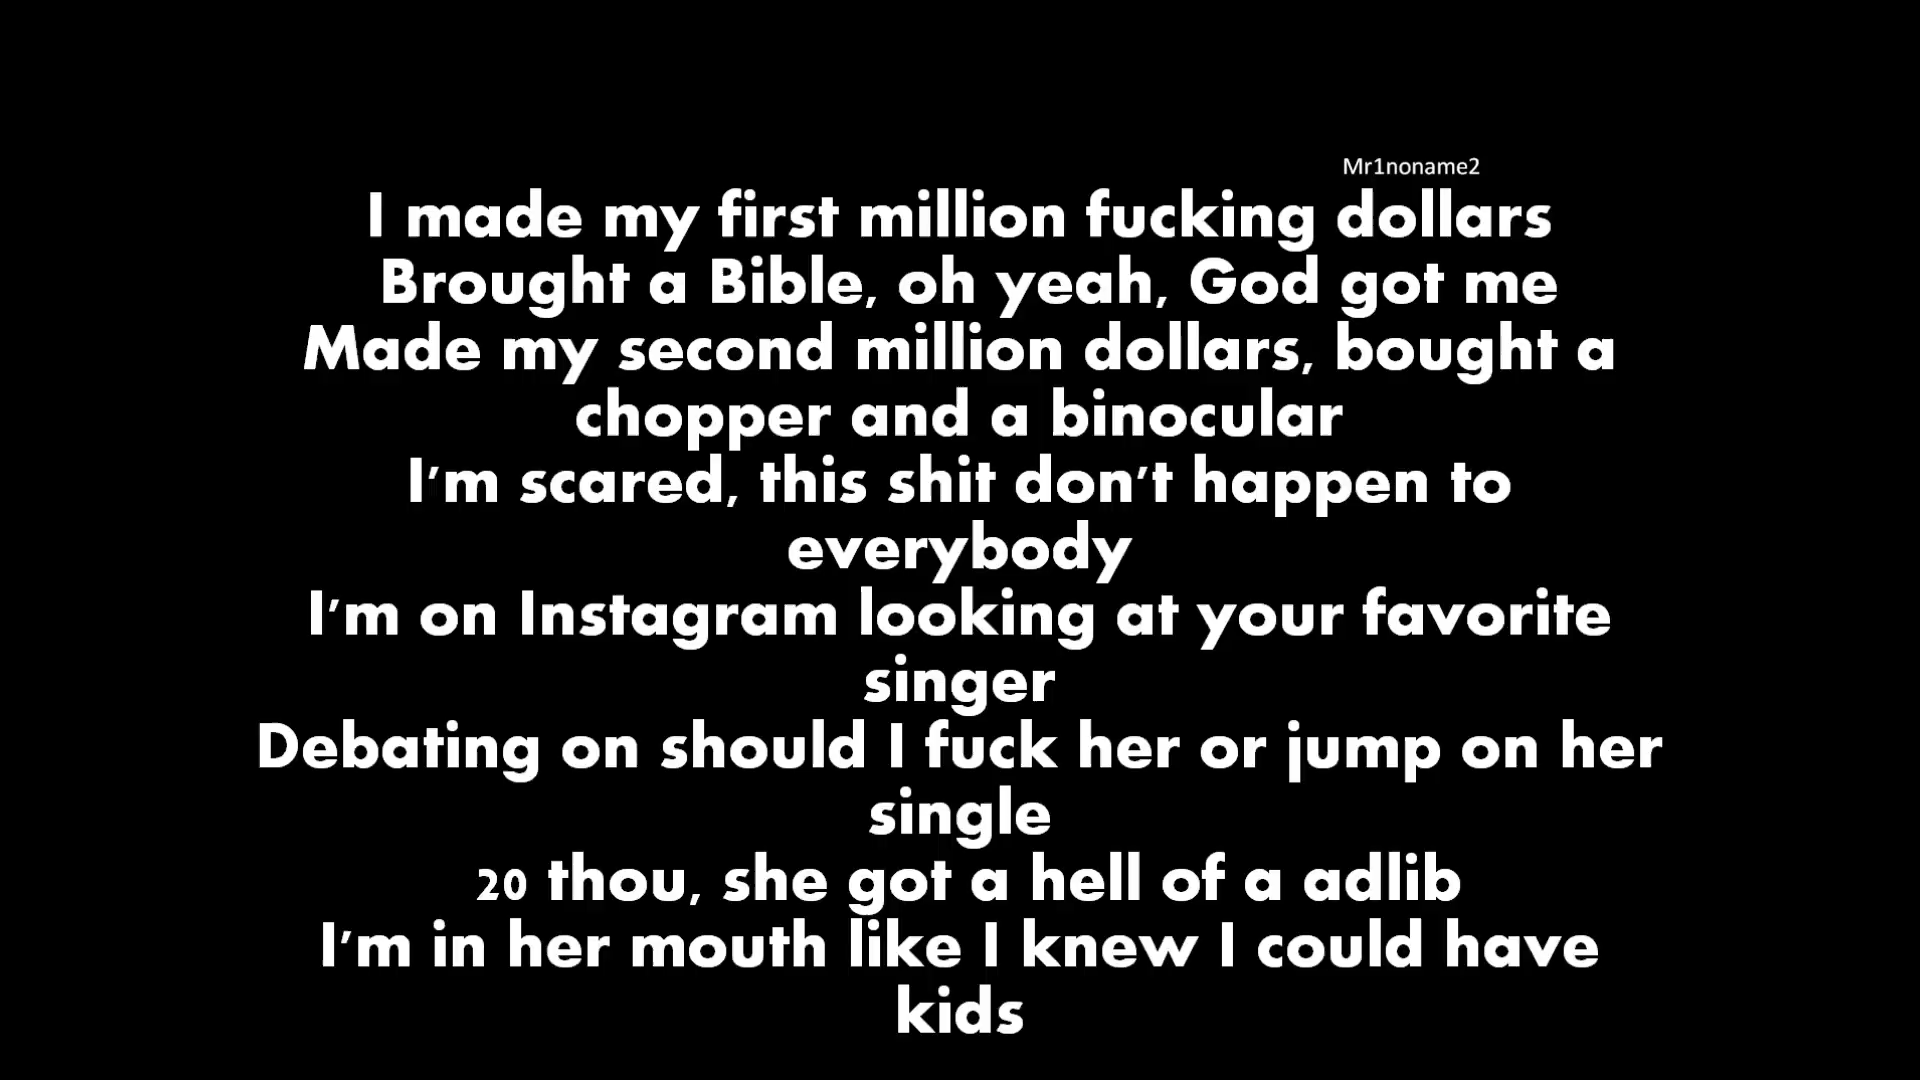 Mr1noname2
I made my first million fucking dollars
Brought a Bible, oh yeah, God got me
Made my second million dollars, bought a
chopper and a binocular
I'm scared, this shit don't happen to
everybody
I'm on Instagram looking at your favorite
singer
Debating on should I fuck her or jump on her
single
20 thou, she got a hell of a adlib
I'm in her mouth like I knew I could have
kids